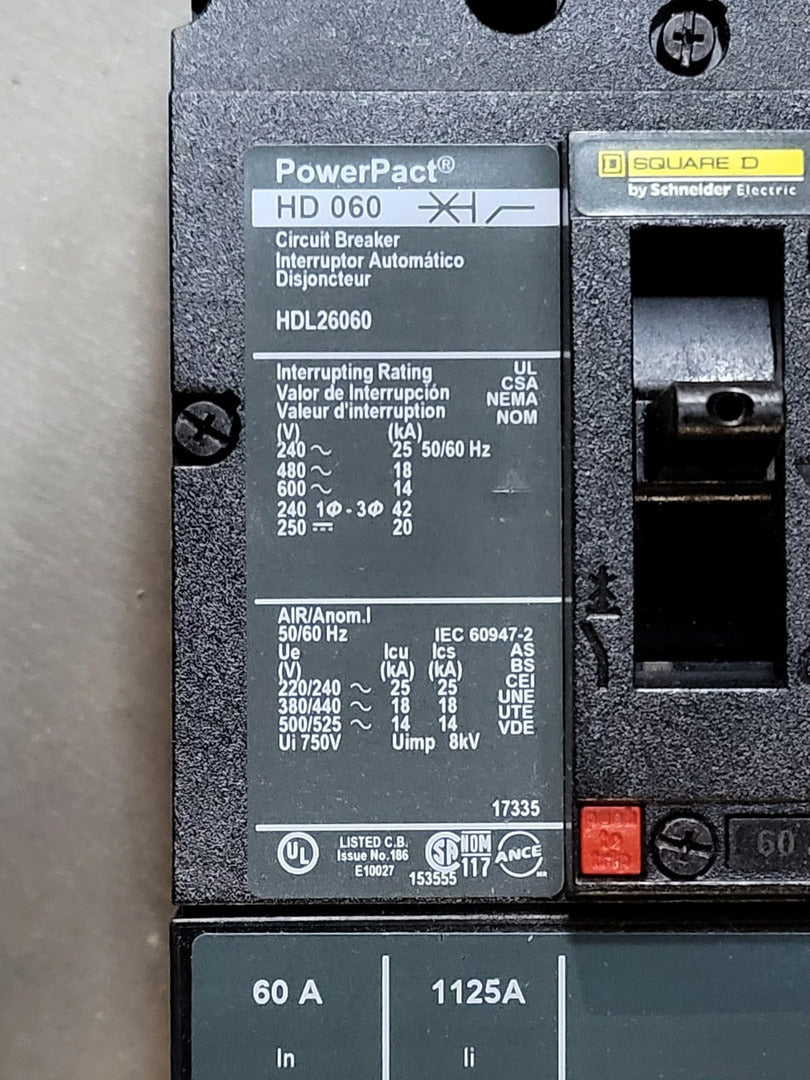 PowerPact®
HD 060
Circuit Breaker
Interruptor Automático
Disjoncteur
HDL26060
Interrupting Rating
Valor de Interrupción
Valeur d'interruption
UL
CSA
NEMA
NOM
(V) (kA)
240 ~ 25 50/60 Hz
480 ~ 18
600 ~ 14
240 1Φ - 3Φ 42
250 ⎓ 20
AIR/Anom.I
50/60 Hz IEC 60947-2
Ue Icu Ics
(V) (kA) (kA)
220/240 ~ 25 25
380/440 ~ 18 18
500/525 ~ 14 14
Ui 750V Uimp 8kV
AS
BS
CEI
UNE
UTE
VDE
17335
UL
LISTED C.B.
Issue No.186
E10027
SA
153555
NOM
117
ANCE
MR
D SQUARE D
by Schneider Electric
60
60 A
In
1125A
Ii